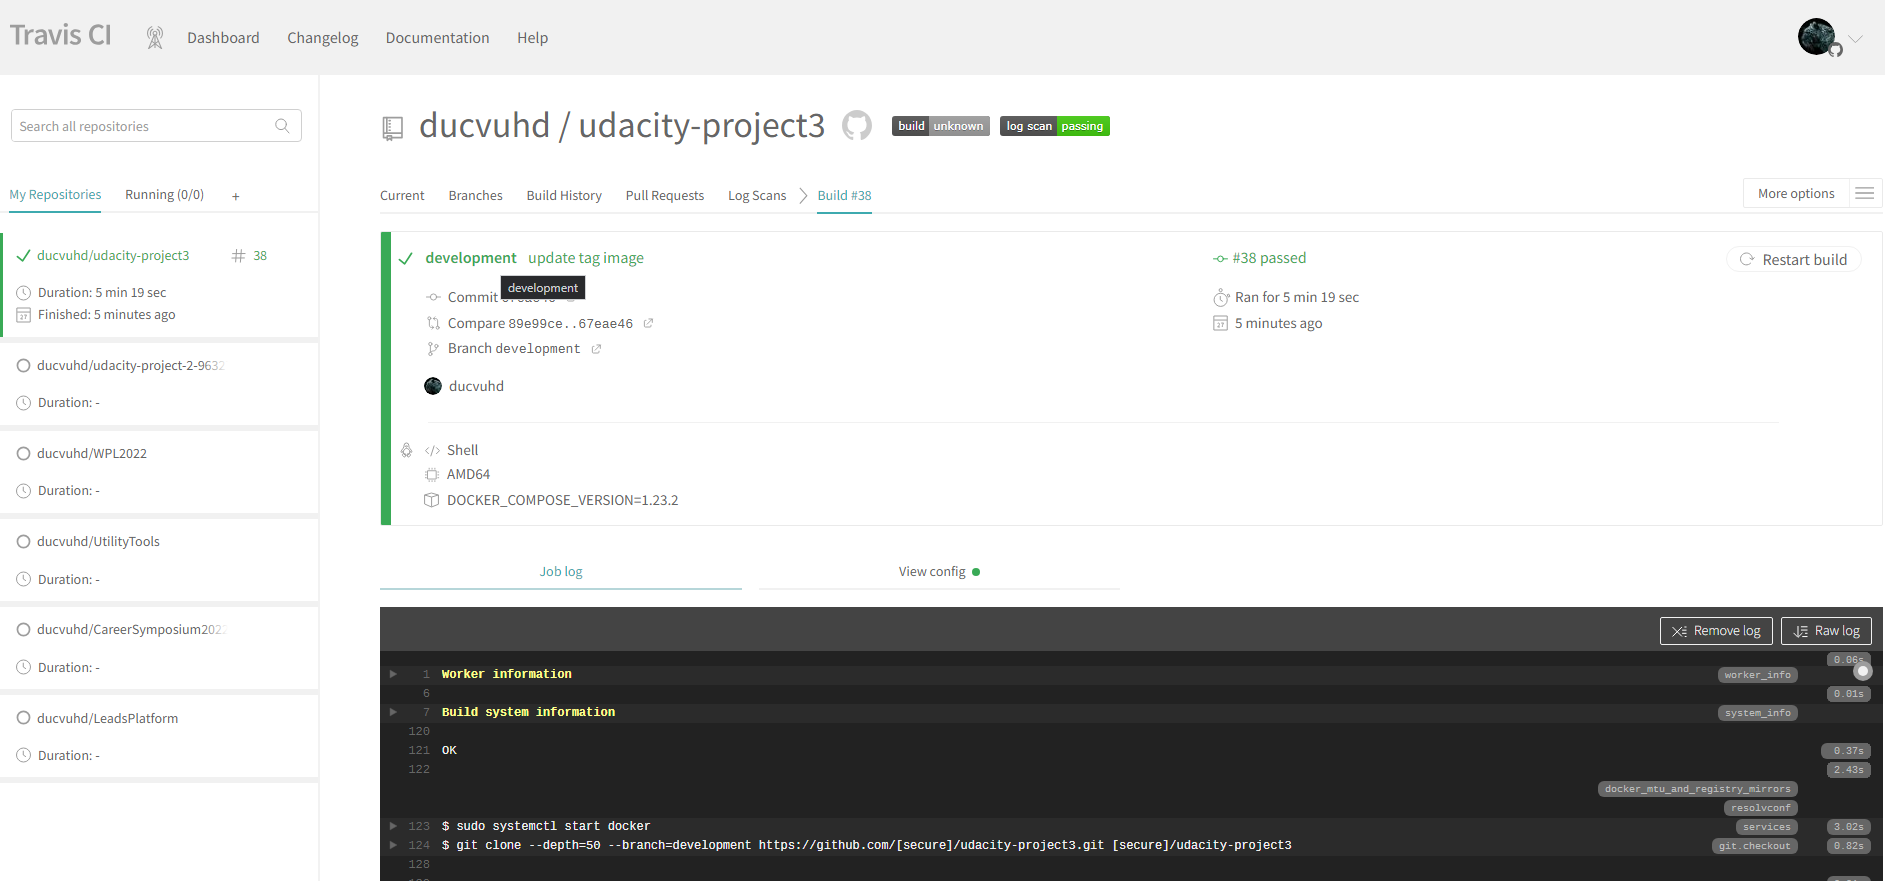 Travis CI Dashboard Changelog Documentation Help
Search all repositories
My Repositories Running (0/0) +
ducvuhd/udacity-project3 # 38
Duration: 5 min 19 sec
Finished: 5 minutes ago
ducvuhd/udacity-project-2-9632
Duration: -
ducvuhd/WPL2022
Duration: -
ducvuhd/UtilityTools
Duration: -
ducvuhd/CareerSymposium2022
Duration: -
ducvuhd/LeadsPlatform
Duration: -
ducvuhd / udacity-project3 build unknown log scan passing
Current Branches Build History Pull Requests Log Scans Build #38 More options
development update tag image #38 passed Restart build
development
Commit
Ran for 5 min 19 sec
Compare 89e99ce..67eae46 27 5 minutes ago
Branch development
ducvuhd
Shell
AMD64
DOCKER_COMPOSE_VERSION=1.23.2
Job log View config
Remove log Raw log
0.06s
1 Worker information worker_info
6 0.01s
7 Build system information system_info
120
121 OK 0.37s
122 2.43s
docker_mtu_and_registry_mirrors
resolvconf
123 $ sudo systemctl start docker services 3.02s
124 $ git clone --depth=50 --branch=development https://github.com/[secure]/udacity-project3.git [secure]/udacity-project3 git.checkout 0.82s
128